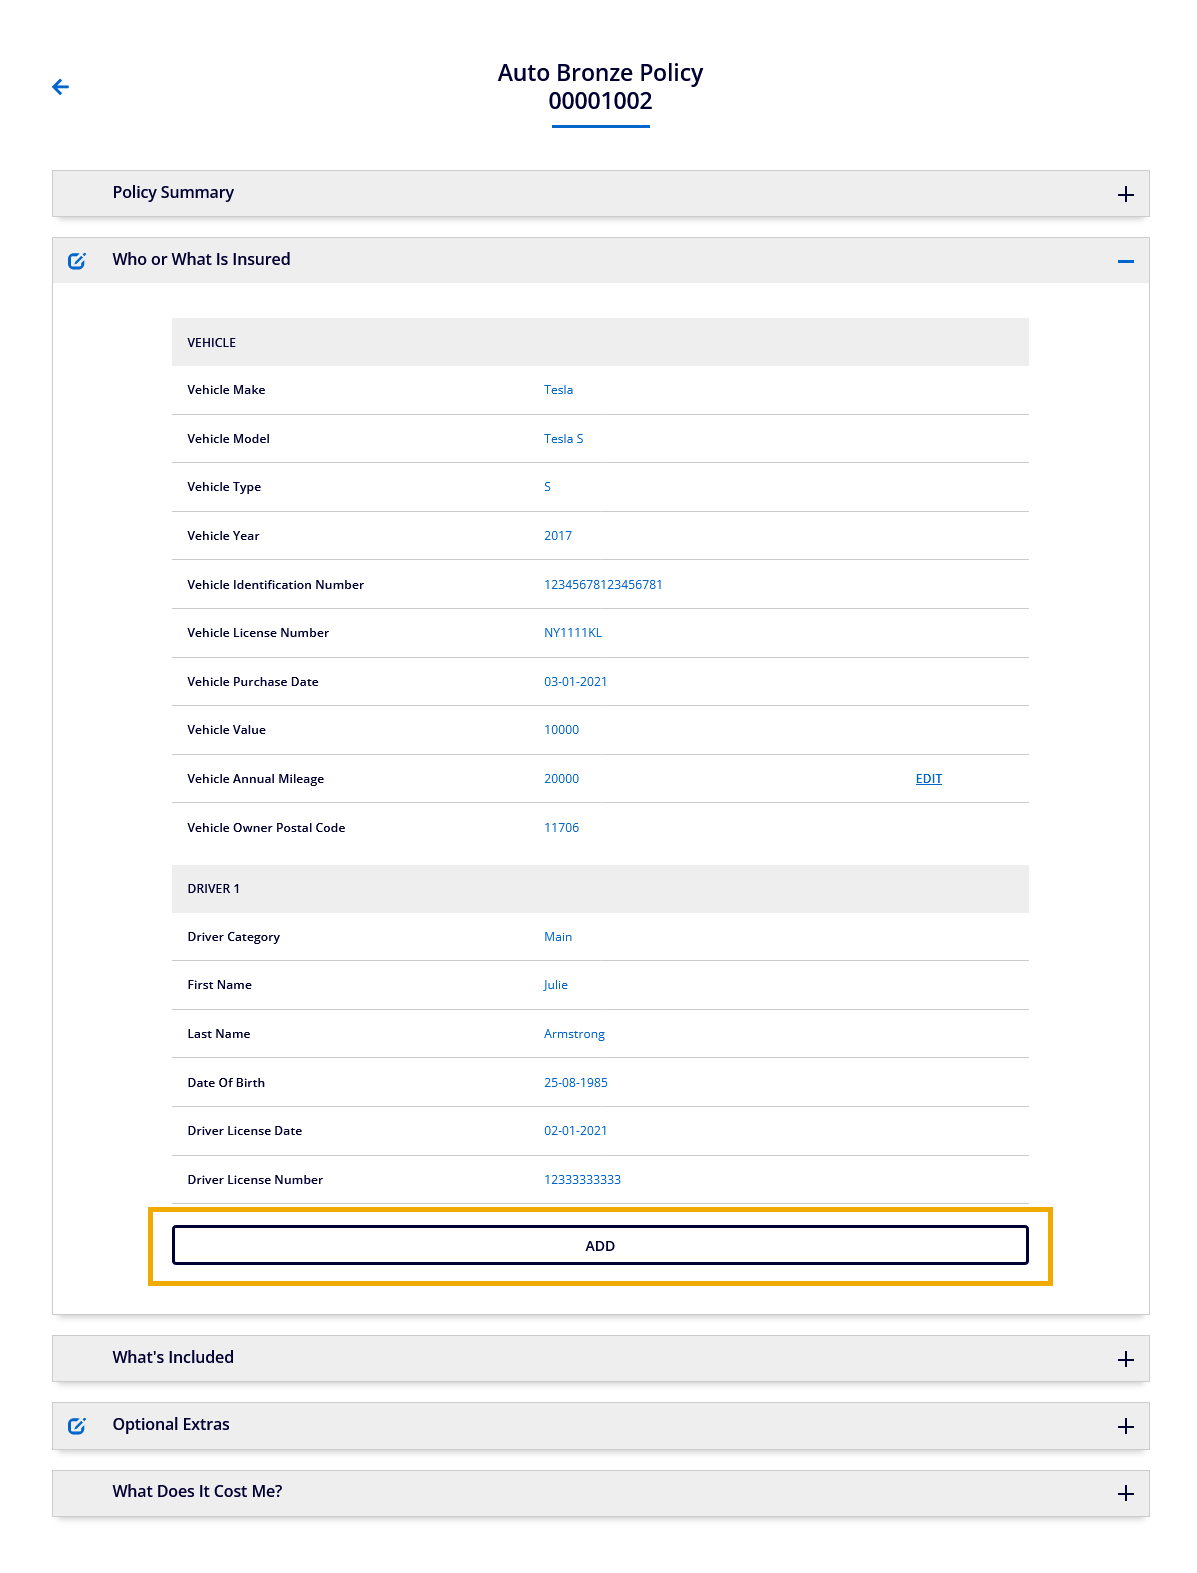 Auto Bronze Policy
00001002
Policy Summary
Who or What Is Insured
VEHICLE
Vehicle Make Tesla
Vehicle Model Tesla S
Vehicle Type S
Vehicle Year 2017
Vehicle Identification Number 12345678123456781
Vehicle License Number NY1111KL
Vehicle Purchase Date 03-01-2021
Vehicle Value 10000
Vehicle Annual Mileage 20000 EDIT
Vehicle Owner Postal Code 11706
DRIVER 1
Driver Category Main
First Name Julie
Last Name Armstrong
Date Of Birth 25-08-1985
Driver License Date 02-01-2021
Driver License Number 12333333333
ADD
What's Included
Optional Extras
What Does It Cost Me?